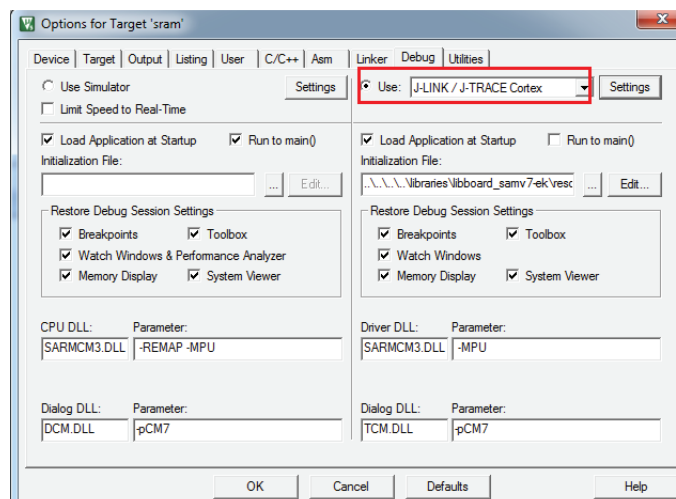 Options for Target 'sram'
Device Target Output Listing User C/C++ Asm Linker Debug Utilities
Use Simulator Settings
Limit Speed to Real-Time
Use: J-LINK / J-TRACE Cortex Settings
Load Application at Startup Run to main()
Initialization File:
... Edit...
Restore Debug Session Settings
Breakpoints Toolbox
Watch Windows & Performance Analyzer
Memory Display System Viewer
Load Application at Startup Run to main()
Initialization File:
..\..\..\..\libraries\libboard_samv7-ek\resc ... Edit...
Restore Debug Session Settings
Breakpoints Toolbox
Watch Windows
Memory Display System Viewer
CPU DLL: Parameter:
SARMCM3.DLL -REMAP -MPU
Driver DLL: Parameter:
SARMCM3.DLL -MPU
Dialog DLL: Parameter:
DCM.DLL -pCM7
Dialog DLL: Parameter:
TCM.DLL -pCM7
OK Cancel Defaults Help